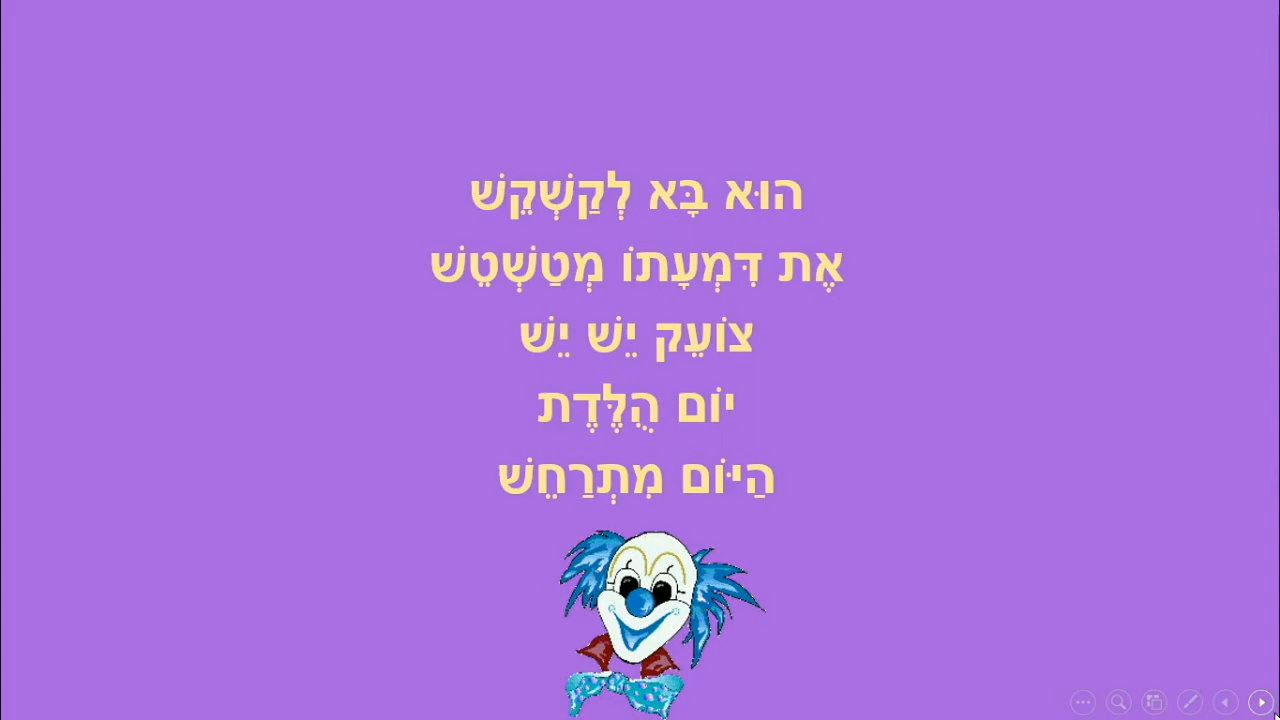 הוּא בָּא לְקַשְׁקֵשׁ
אֶת דִּמְעָתוֹ מְטַשְׁטֵשׁ
צוֹעֵק יֵשׁ יֵשׁ
יוֹם הֻלֶּדֶת
הַיּוֹם מִתְרַחֵשׁ